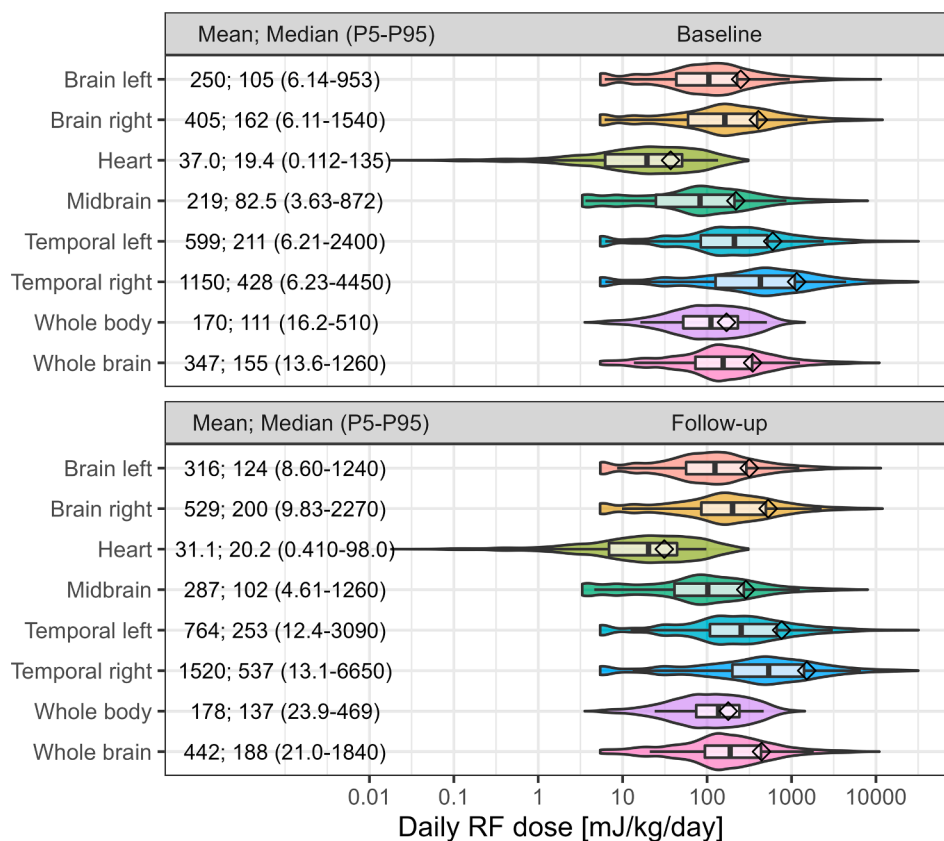 Mean; Median (P5-P95) Baseline
Brain left 250; 105 (6.14-953)
Brain right 405; 162 (6.11-1540)
Heart 37.0; 19.4 (0.112-135)
Midbrain 219; 82.5 (3.63-872)
Temporal left 599; 211 (6.21-2400)
Temporal right 1150; 428 (6.23-4450)
Whole body 170; 111 (16.2-510)
Whole brain 347; 155 (13.6-1260)
Mean; Median (P5-P95) Follow-up
Brain left 316; 124 (8.60-1240)
Brain right 529; 200 (9.83-2270)
Heart 31.1; 20.2 (0.410-98.0)
Midbrain 287; 102 (4.61-1260)
Temporal left 764; 253 (12.4-3090)
Temporal right 1520; 537 (13.1-6650)
Whole body 178; 137 (23.9-469)
Whole brain 442; 188 (21.0-1840)
0.01 0.1 1 10 100 1000 10000
Daily RF dose [mJ/kg/day]